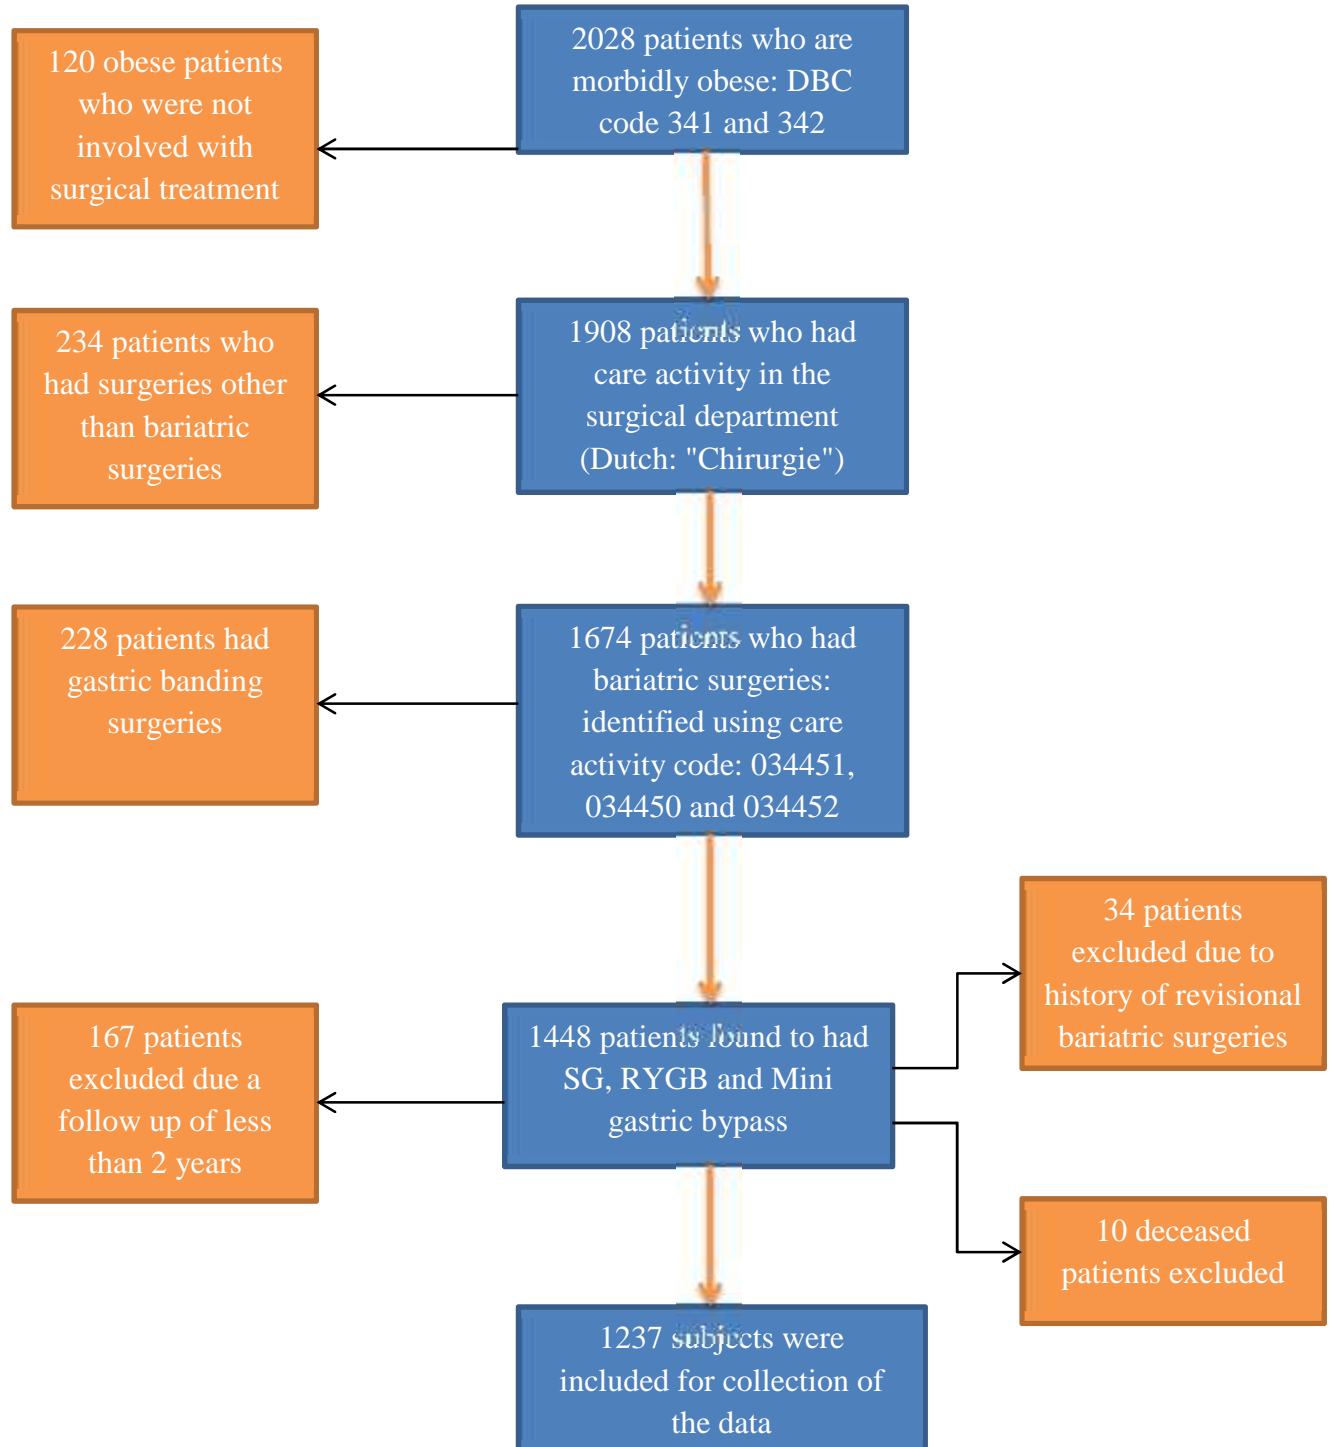 2028 patients who are
morbidly obese: DBC
code 341 and 342
120 obese patients
who were not
involved with
surgical treatment
1908 patients who had
care activity in the
surgical department
(Dutch: "Chirurgie")
234 patients who
had surgeries other
than bariatric
surgeries
1674 patients who had
bariatric surgeries:
identified using care
activity code: 034451,
034450 and 034452
228 patients had
gastric banding
surgeries
34 patients
excluded due to
history of revisional
bariatric surgeries
1448 patients found to had
SG, RYGB and Mini
gastric bypass
167 patients
excluded due a
follow up of less
than 2 years
10 deceased
patients excluded
1237 subjects were
included for collection of
the data